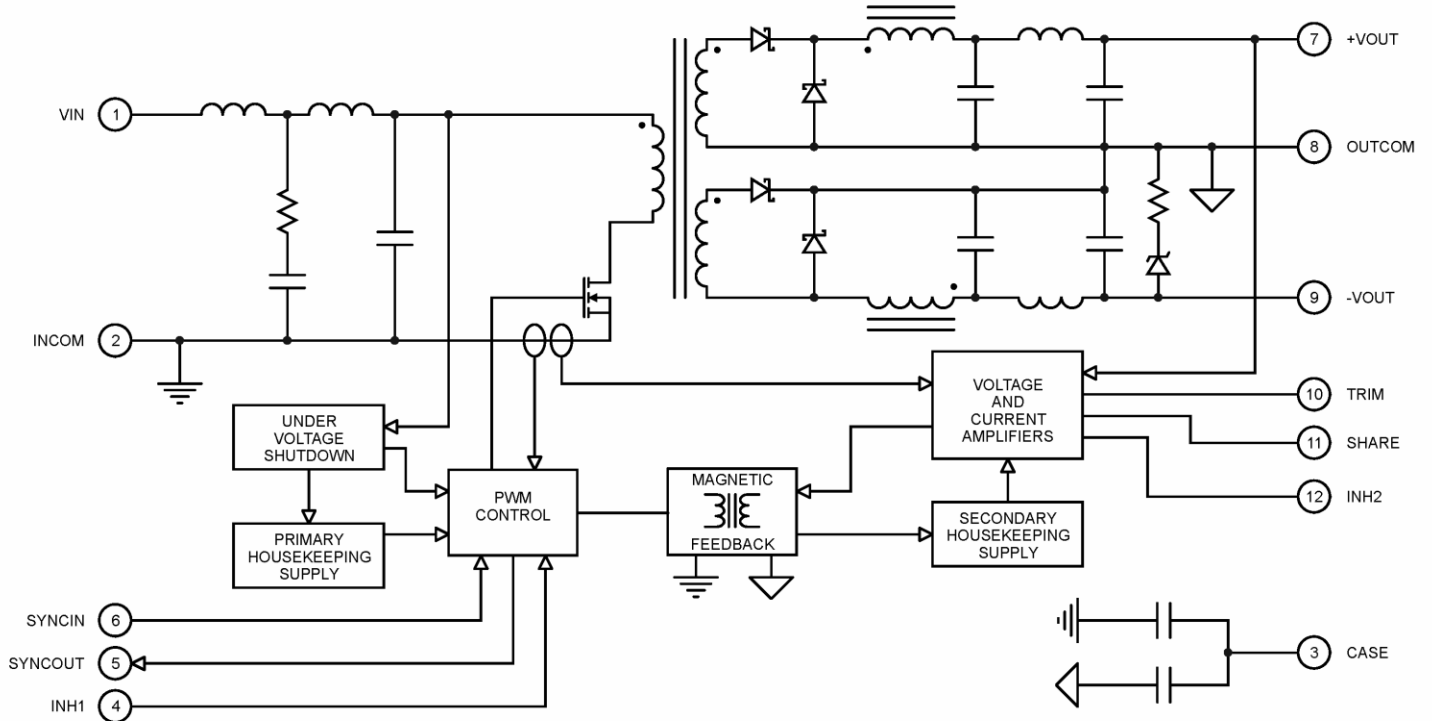 7 +VOUT
VIN 1
8 OUTCOM
9 -VOUT
INCOM 2
VOLTAGE
AND
CURRENT
AMPLIFIERS
10 TRIM
UNDER
VOLTAGE
SHUTDOWN
11 SHARE
MAGNETIC
FEEDBACK
12 INH2
PWM
CONTROL
SECONDARY
HOUSEKEEPING
SUPPLY
PRIMARY
HOUSEKEEPING
SUPPLY
SYNCIN 6
3 CASE
SYNCOUT 5
INH1 4